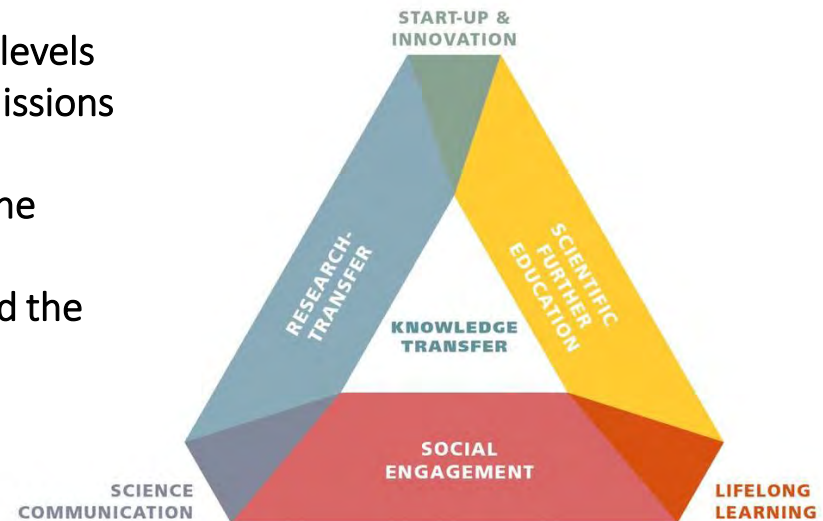 levels
issions
ne
d the
START-UP &
INNOVATION
RESEARCH-
TRANSFER
SCIENTIFIC
FURTHER
EDUCATION
KNOWLEDGE
TRANSFER
SOCIAL
ENGAGEMENT
SCIENCE
COMMUNICATION
LIFELONG
LEARNING